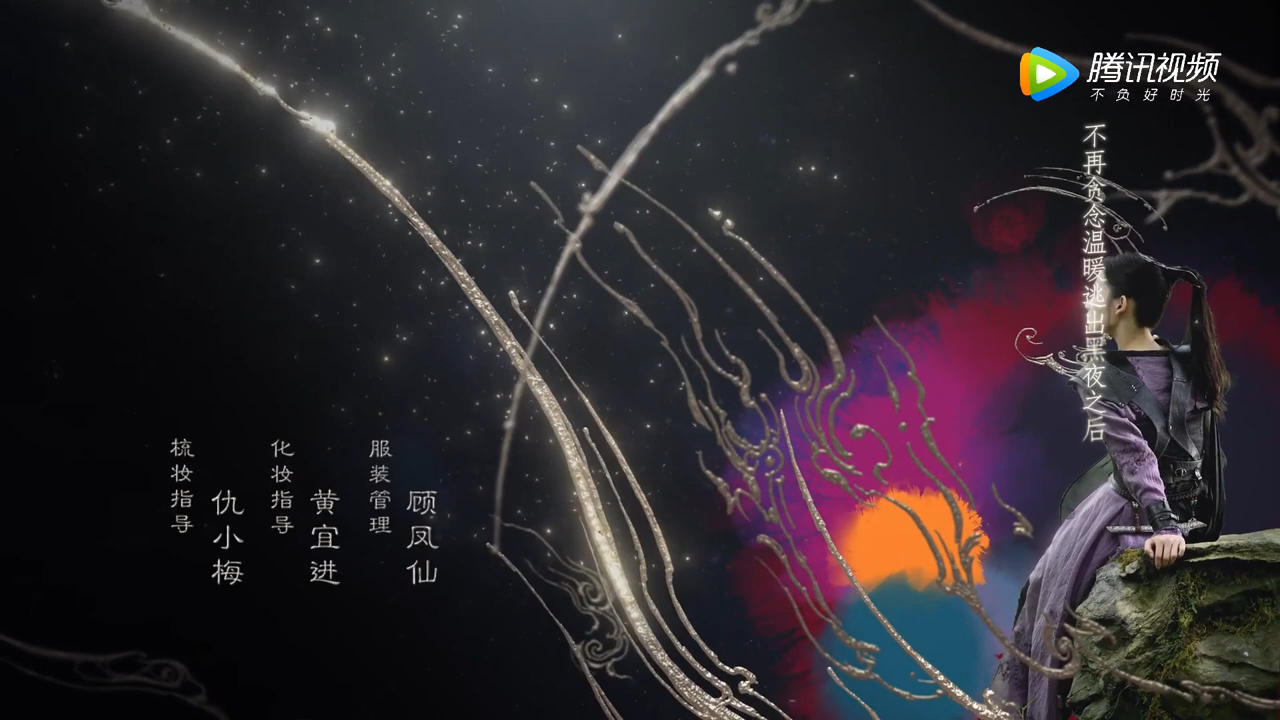 腾讯视频
不负好时光
不再贪念温暖逃出黑夜之后
服装管理
顾凤仙
化妆指导
黄宜进
梳妆指导
仇小梅